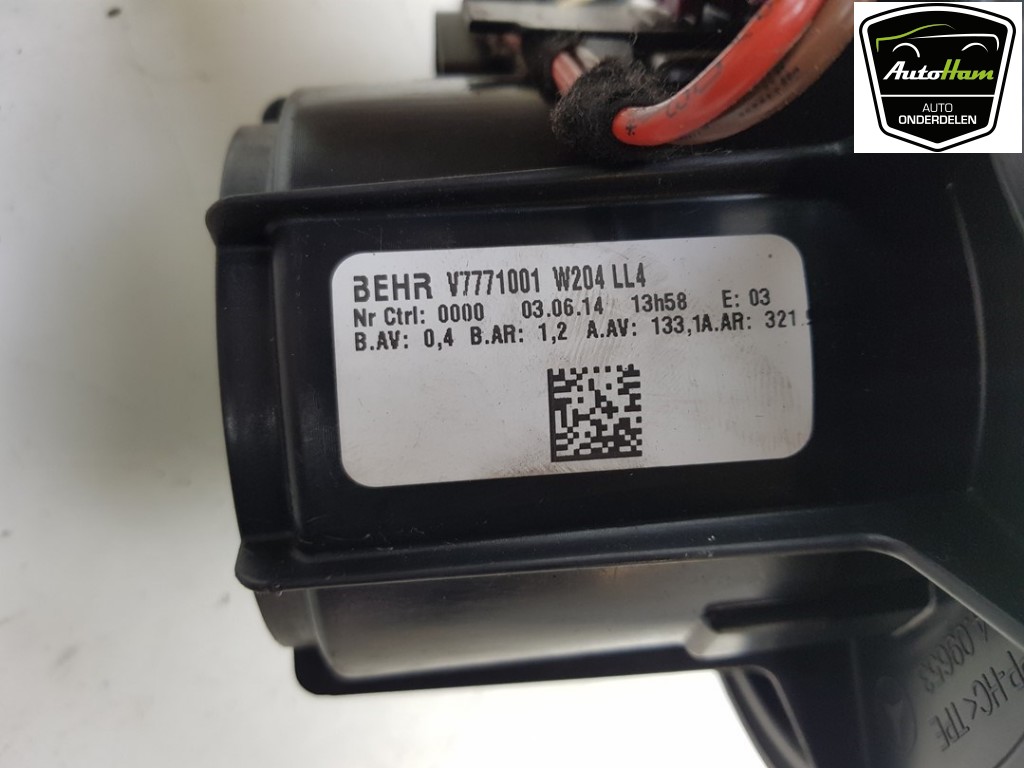 AutoHam
AUTO
ONDERDELEN
BEHR V7771001 W204 LL4
Nr Ctrl: 0000 03.06.14 13h58 E: 03
B.AV: 0,4 B.AR: 1,2 A.AV: 133,1A.AR: 321
09653